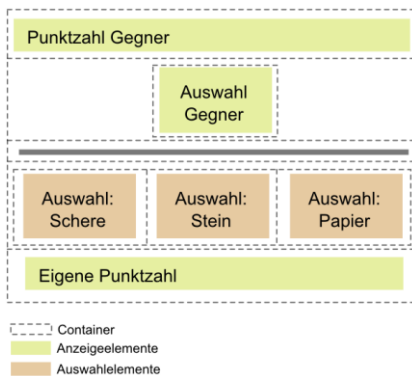 Punktzahl Gegner
Auswahl
Gegner
Auswahl:
Schere
Auswahl:
Stein
Auswahl:
Papier
Eigene Punktzahl
Container
Anzeigeelemente
Auswahlelemente